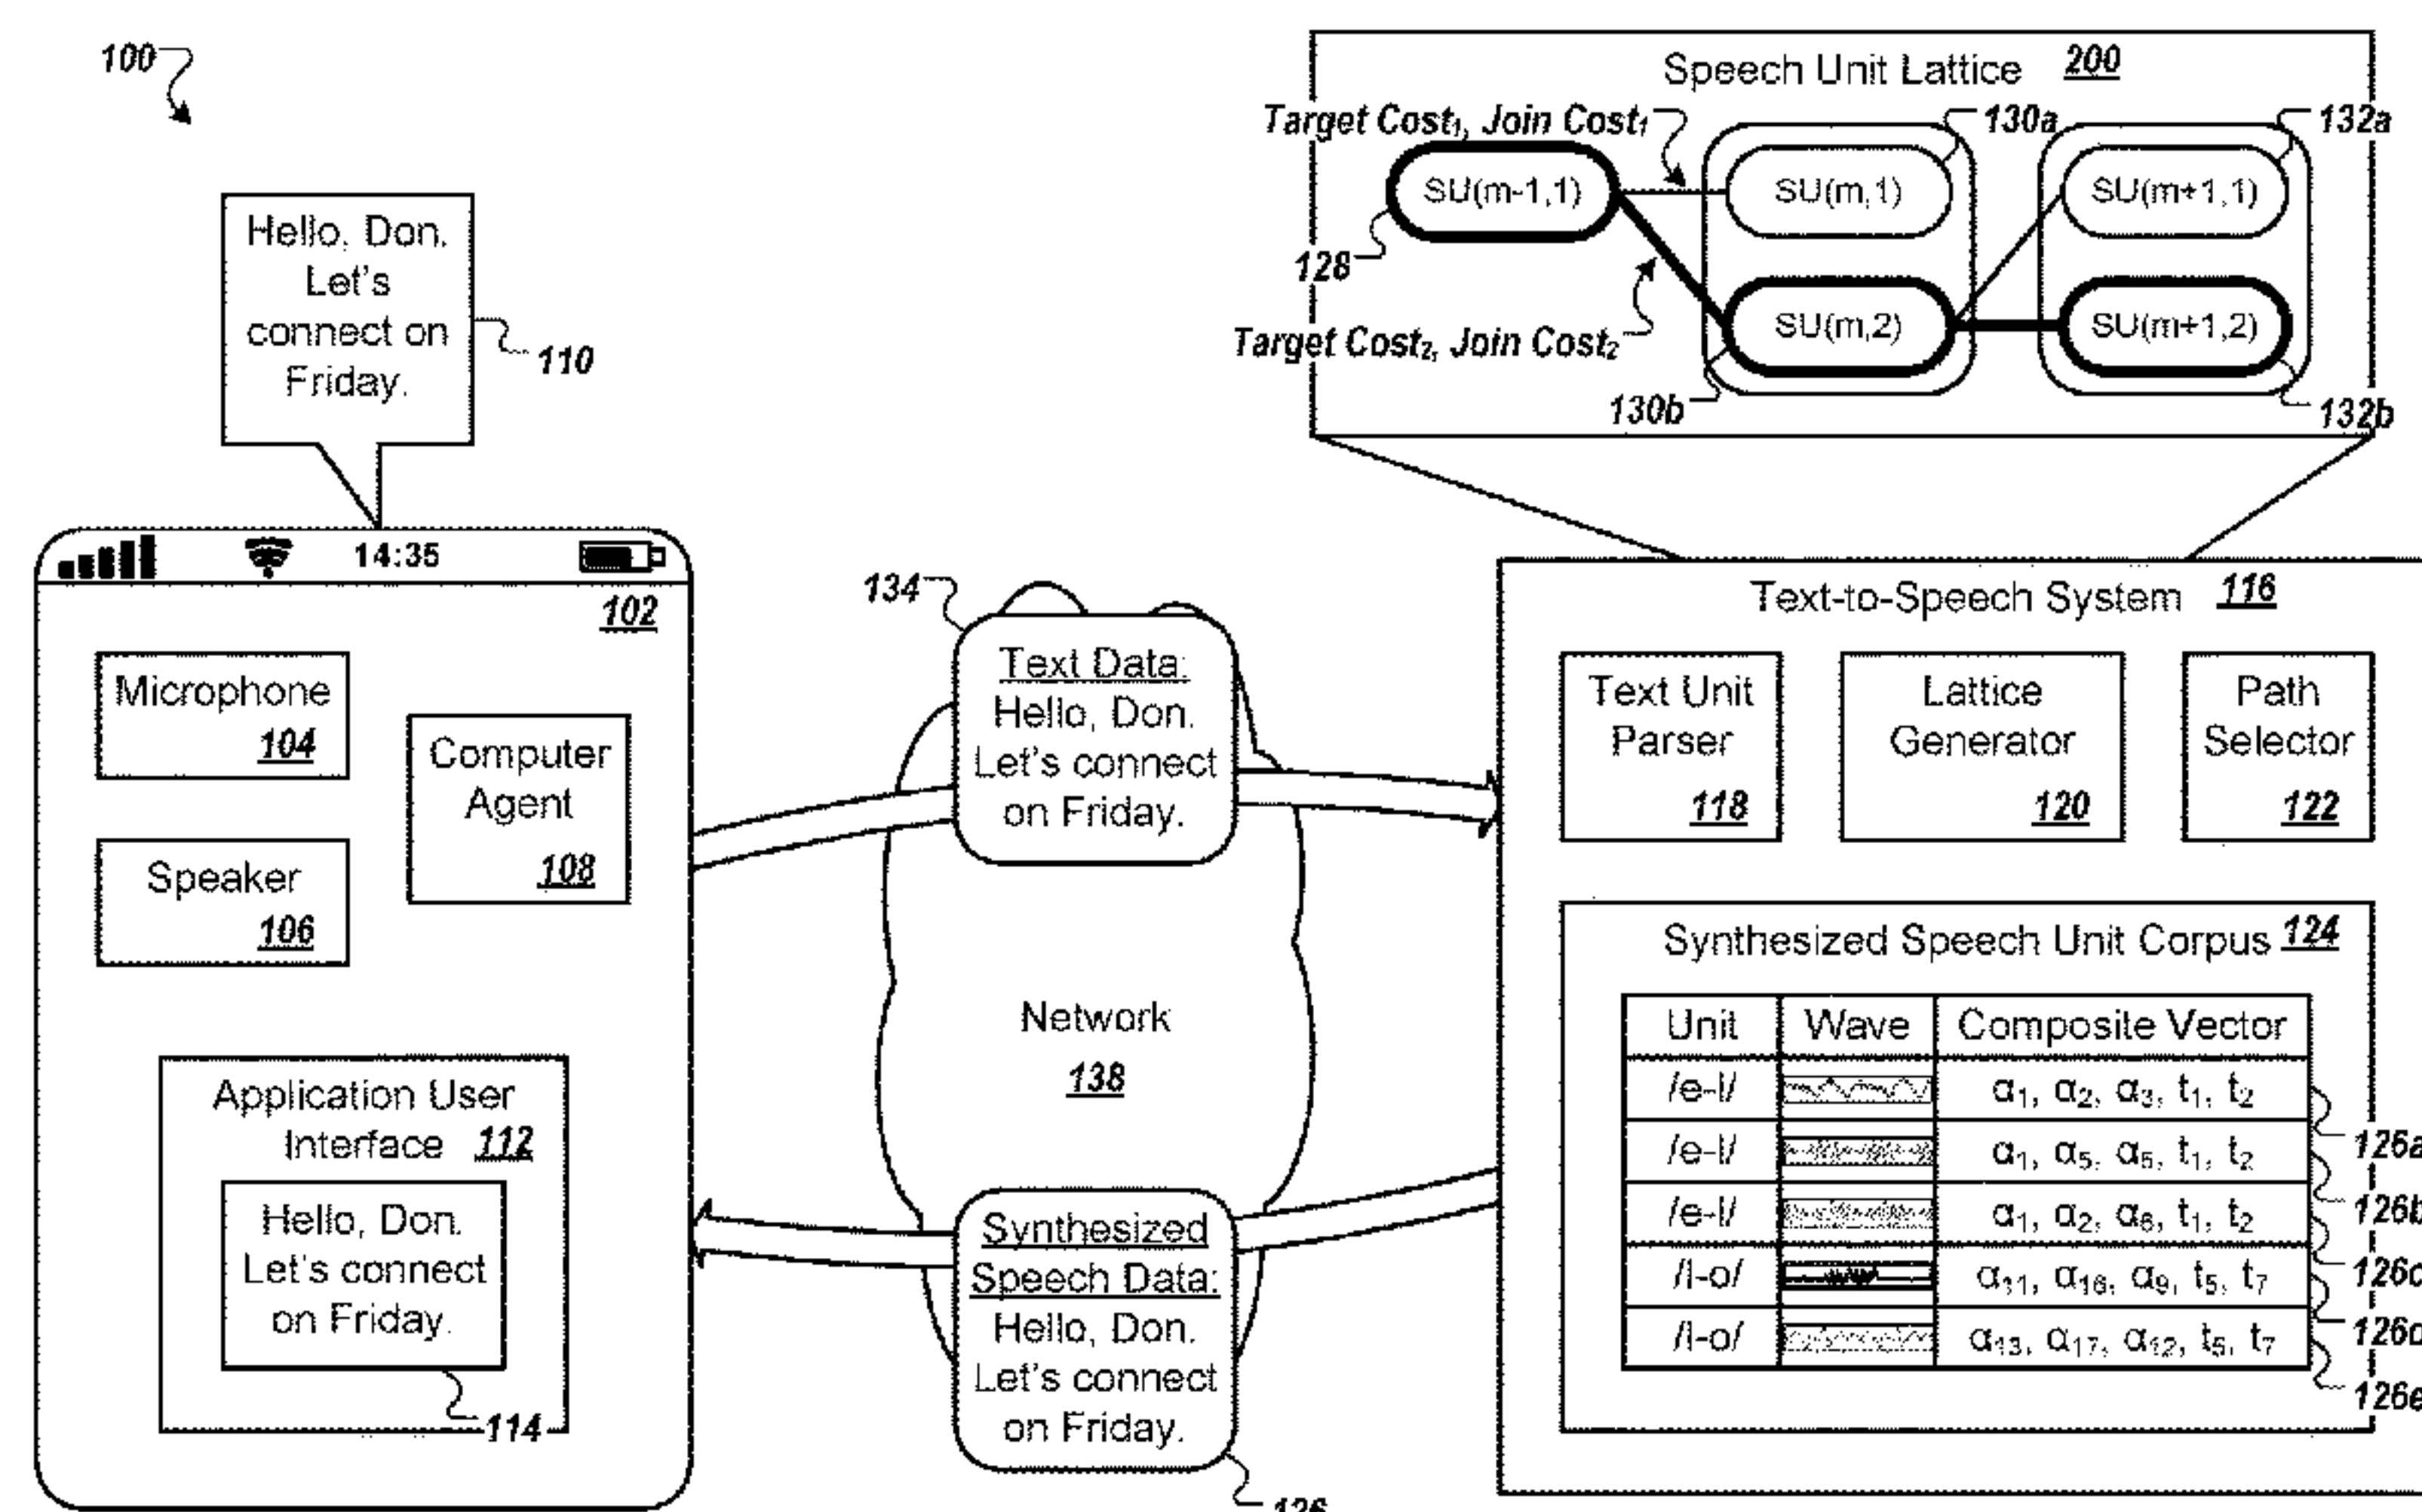 100
Hello, Don.
Let's
connect on
Friday.
110
14:35
102
Microphone
104
Computer
Agent
108
Speaker
106
Application User
Interface 112
Hello, Don.
Let's connect
on Friday.
114
134
Text Data:
Hello, Don.
Let's connect
on Friday.
Network
138
Synthesized
Speech Data:
Hello, Don.
Let's connect
on Friday.
Speech Unit Lattice 200
Target Cost₁, Join Cost₁
130a
132a
SU(m-1,1)
SU(m,1)
SU(m+1,1)
128
Target Cost₂, Join Cost₂
SU(m,2)
SU(m+1,2)
130b
132b
Text-to-Speech System 116
Text Unit
Parser
118
Lattice
Generator
120
Path
Selector
122
Synthesized Speech Unit Corpus 124
Unit Wave Composite Vector
/e-l/ α₁, α₂, α₃, t₁, t₂
126a
/e-l/ α₁, α₅, α₅, t₁, t₂
126b
/e-l/ α₁, α₂, α₆, t₁, t₂
126c
/l-o/ α₁₁, α₁₆, α₉, t₅, t₇
126d
/l-o/ α₁₃, α₁₇, α₁₂, t₅, t₇
126e